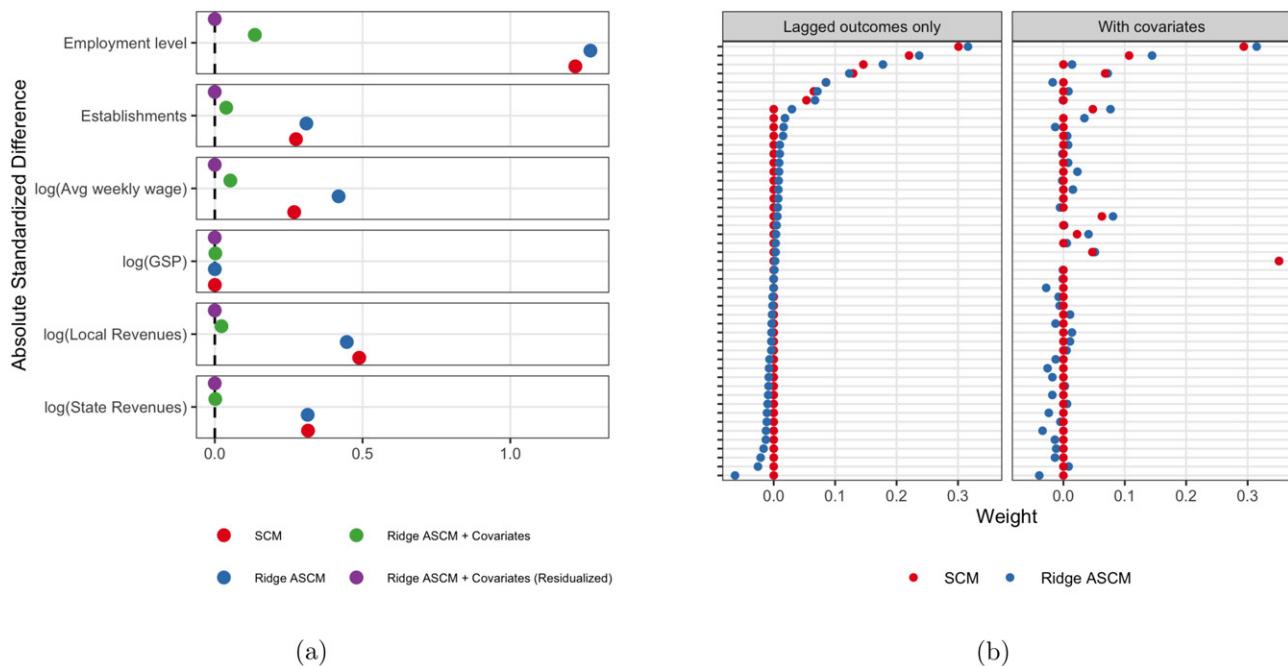 Absolute Standardized Difference
Employment level
Establishments
log(Avg weekly wage)
log(GSP)
log(Local Revenues)
log(State Revenues)
0.0 0.5 1.0
SCM Ridge ASCM + Covariates
Ridge ASCM Ridge ASCM + Covariates (Residualized)
(a)
Lagged outcomes only With covariates
0.0 0.1 0.2 0.3 0.0 0.1 0.2 0.3
Weight
SCM Ridge ASCM
(b)